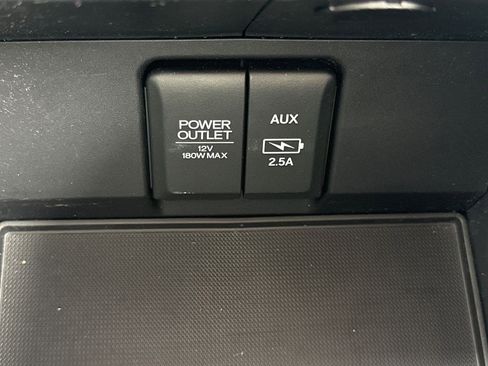 POWER
OUTLET
12V
180W MAX
AUX
2.5A